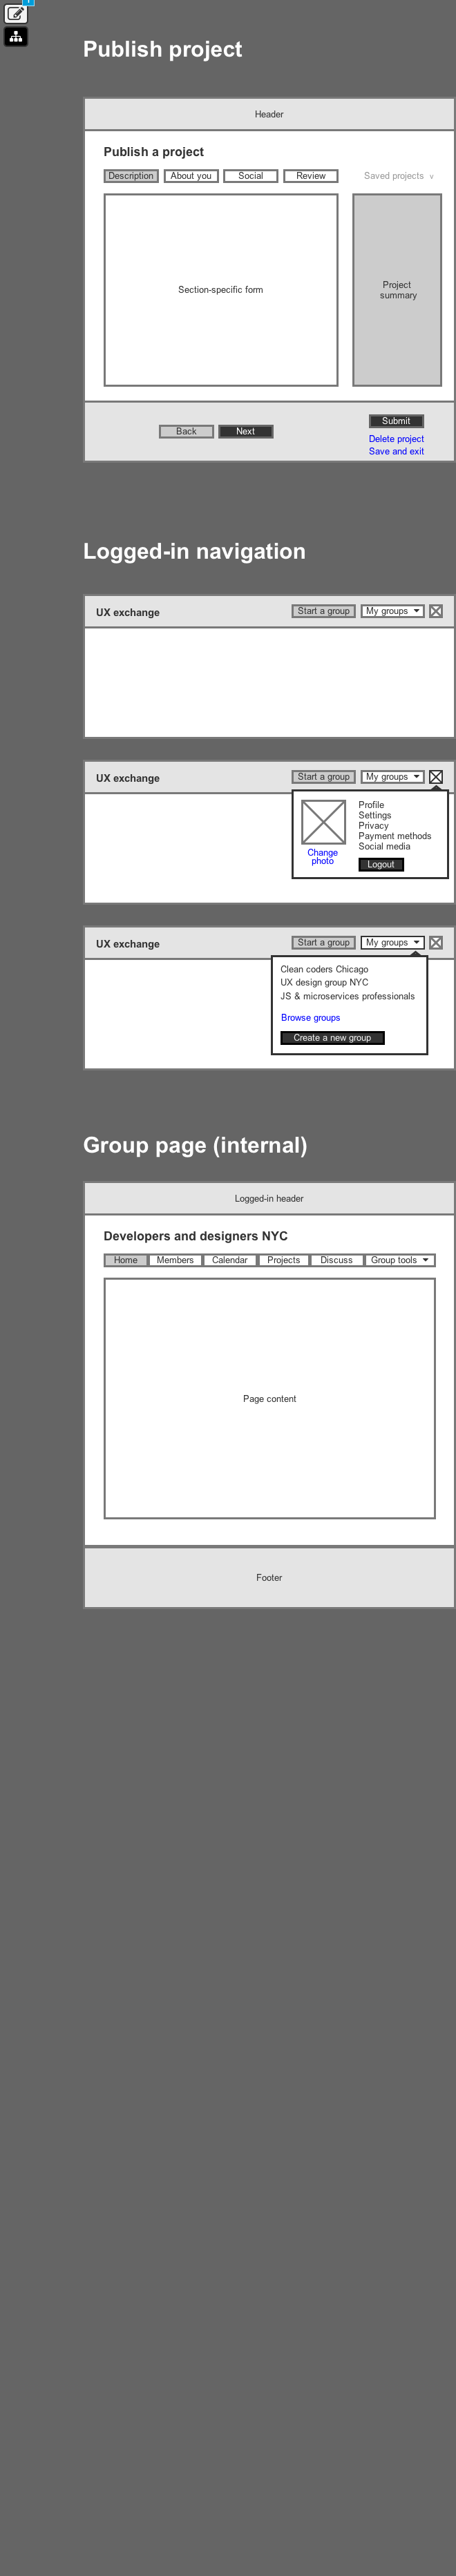 Publish project
Header
Publish a project
Description About you Social Review Saved projects v
Section-specific form
Project
summary
Submit
Back Next
Delete project
Save and exit
Logged-in navigation
UX exchange Start a group My groups
UX exchange Start a group My groups
Profile
Settings
Privacy
Payment methods
Social media
Change
photo
Logout
UX exchange Start a group My groups
Clean coders Chicago
UX design group NYC
JS & microservices professionals
Browse groups
Create a new group
Group page (internal)
Logged-in header
Developers and designers NYC
Home Members Calendar Projects Discuss Group tools
Page content
Footer